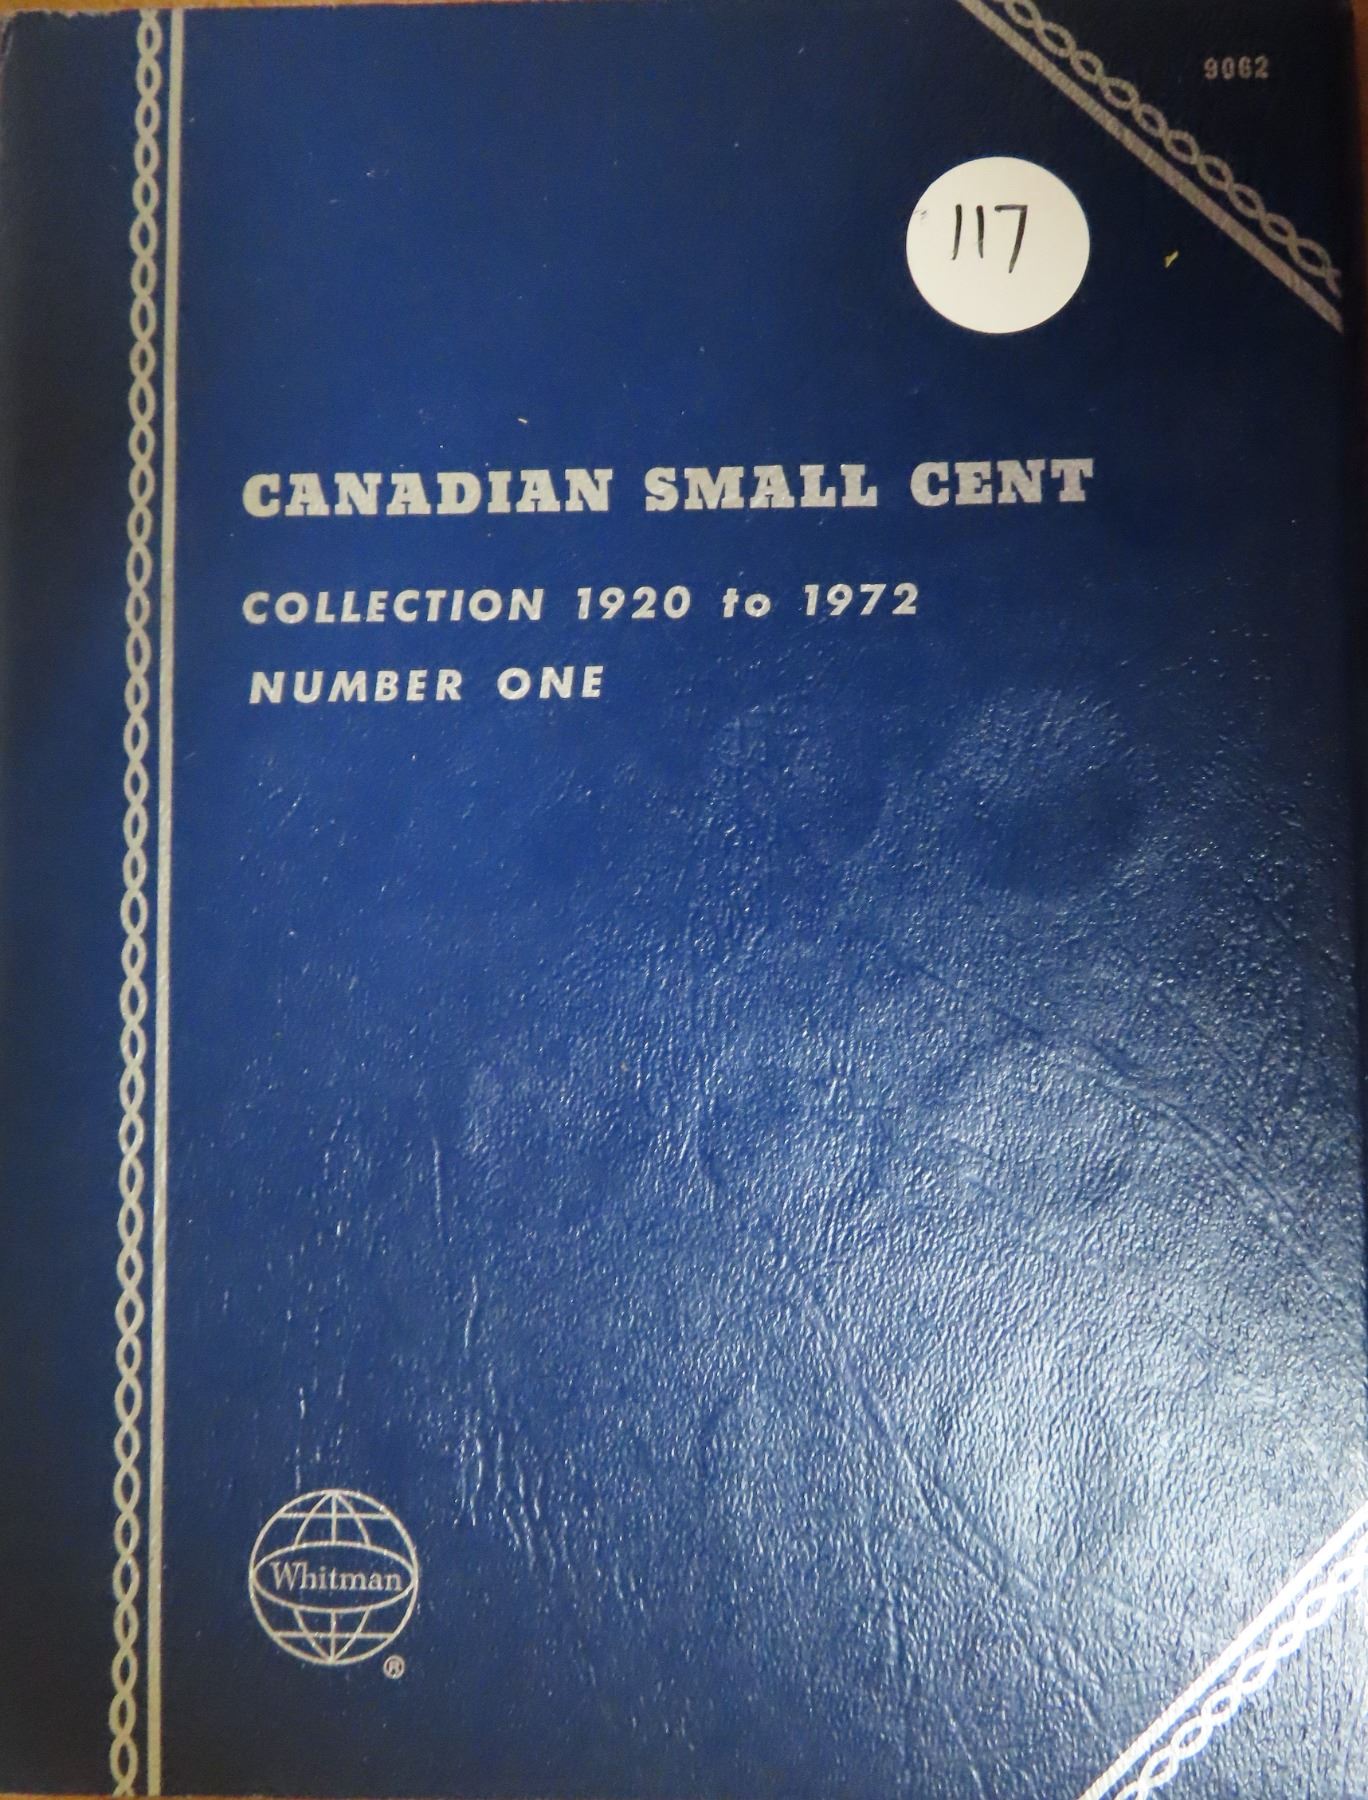 9062
117
CANADIAN SMALL CENT
COLLECTION 1920 to 1972
NUMBER ONE
Whitman
®